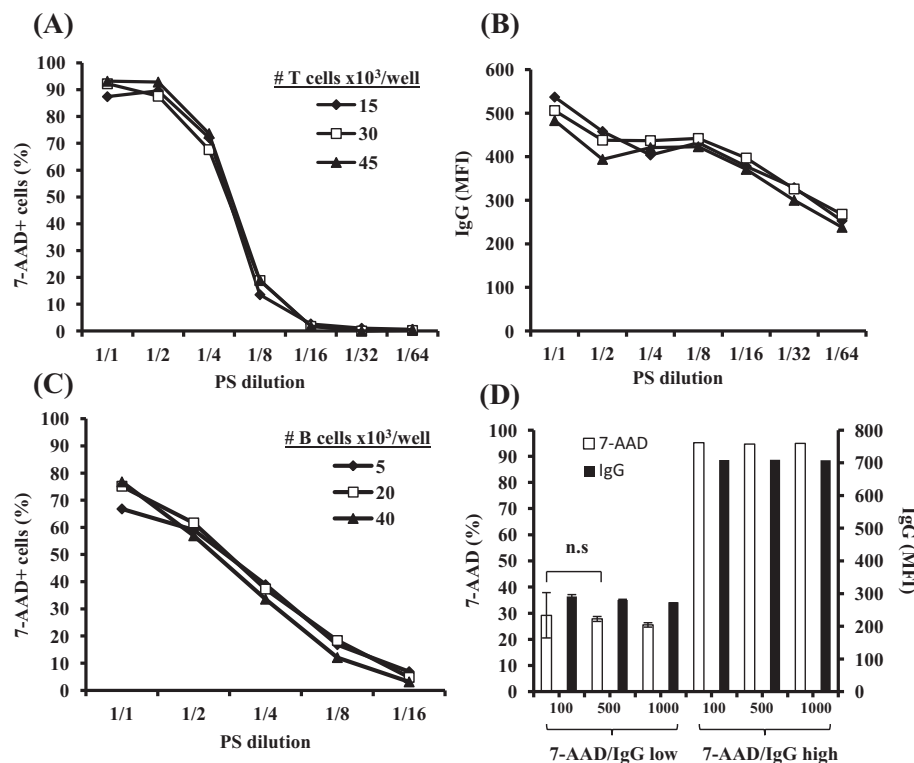 (A)
100
90
80
70
60
50
40
30
20
10
0
7-AAD+ cells (%)
# T cells x10³/well
15
30
45
1/1 1/2 1/4 1/8 1/16 1/32 1/64
PS dilution
(B)
600
500
400
300
200
100
0
IgG (MFI)
1/1 1/2 1/4 1/8 1/16 1/32 1/64
PS dilution
(C)
100
90
80
70
60
50
40
30
20
10
0
7-AAD+ cells (%)
# B cells x10³/well
5
20
40
1/1 1/2 1/4 1/8 1/16
PS dilution
(D)
100
90
80
70
60
50
40
30
20
10
0
7-AAD (%)
7-AAD
IgG
n.s
800
700
600
500
400
300
200
100
0
IgG (MFI)
100 500 1000 100 500 1000
7-AAD/IgG low 7-AAD/IgG high